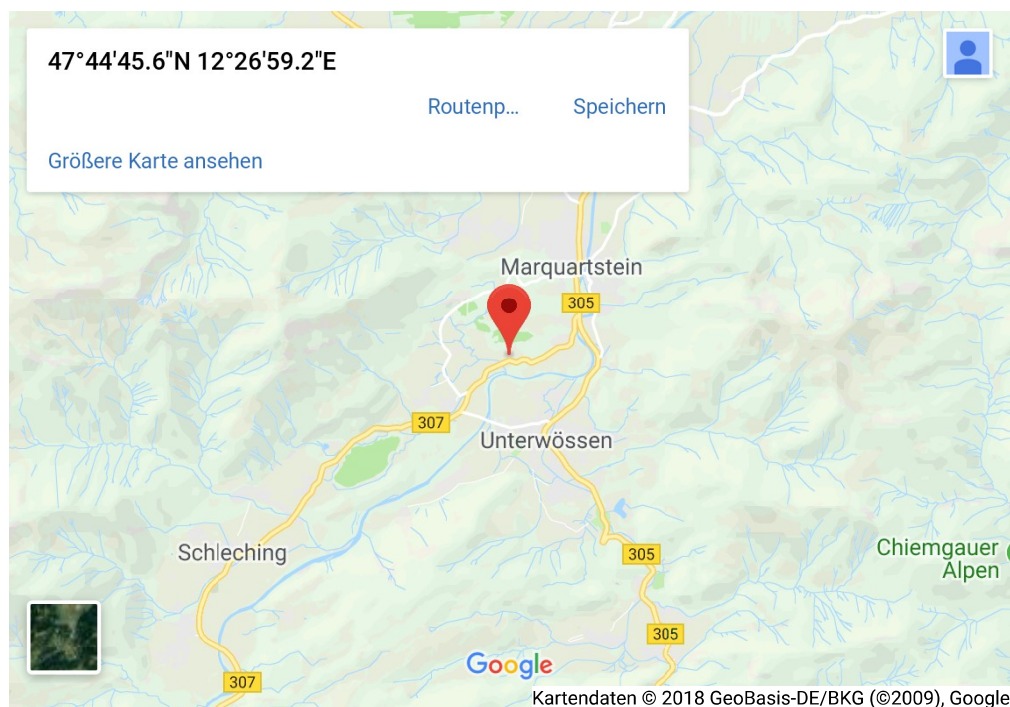 47°44'45.6"N 12°26'59.2"E
Routenp...
Speichern
Größere Karte ansehen
Marquartstein
305
307
Unterwössen
Schleching
305
Chiemgauer
Alpen
305
307
Google
Kartendaten © 2018 GeoBasis-DE/BKG (©2009), Google